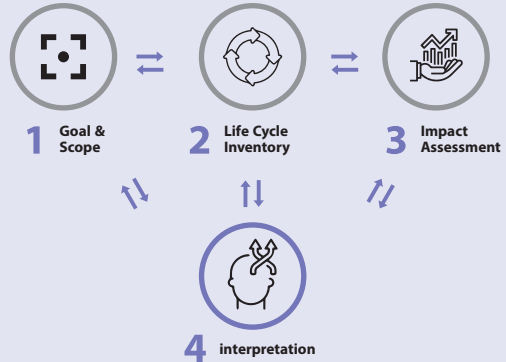 1 Goal &
Scope
2 Life Cycle
Inventory
3 Impact
Assessment
4 interpretation